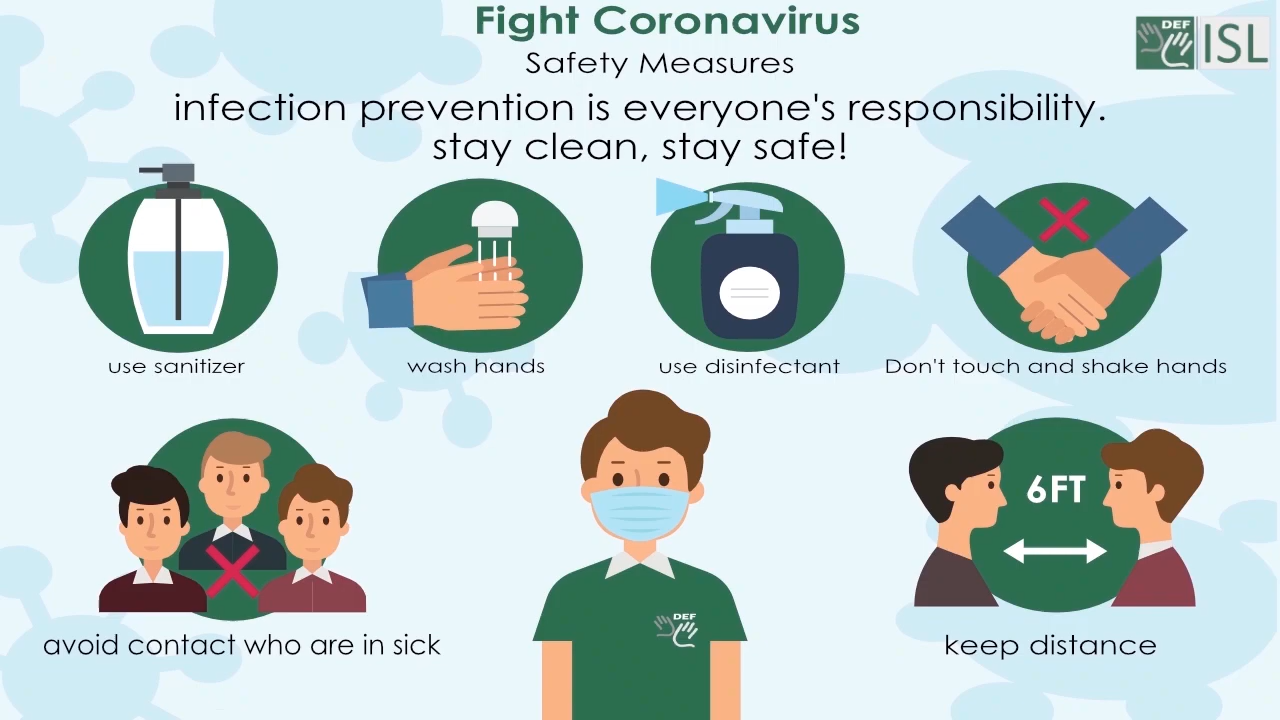 Fight Coronavirus
DEF
ISL
Safety Measures
infection prevention is everyone's responsibility.
stay clean, stay safe!
use sanitizer
wash hands
use disinfectant
Don't touch and shake hands
6FT
DEF
avoid contact who are in sick
keep distance